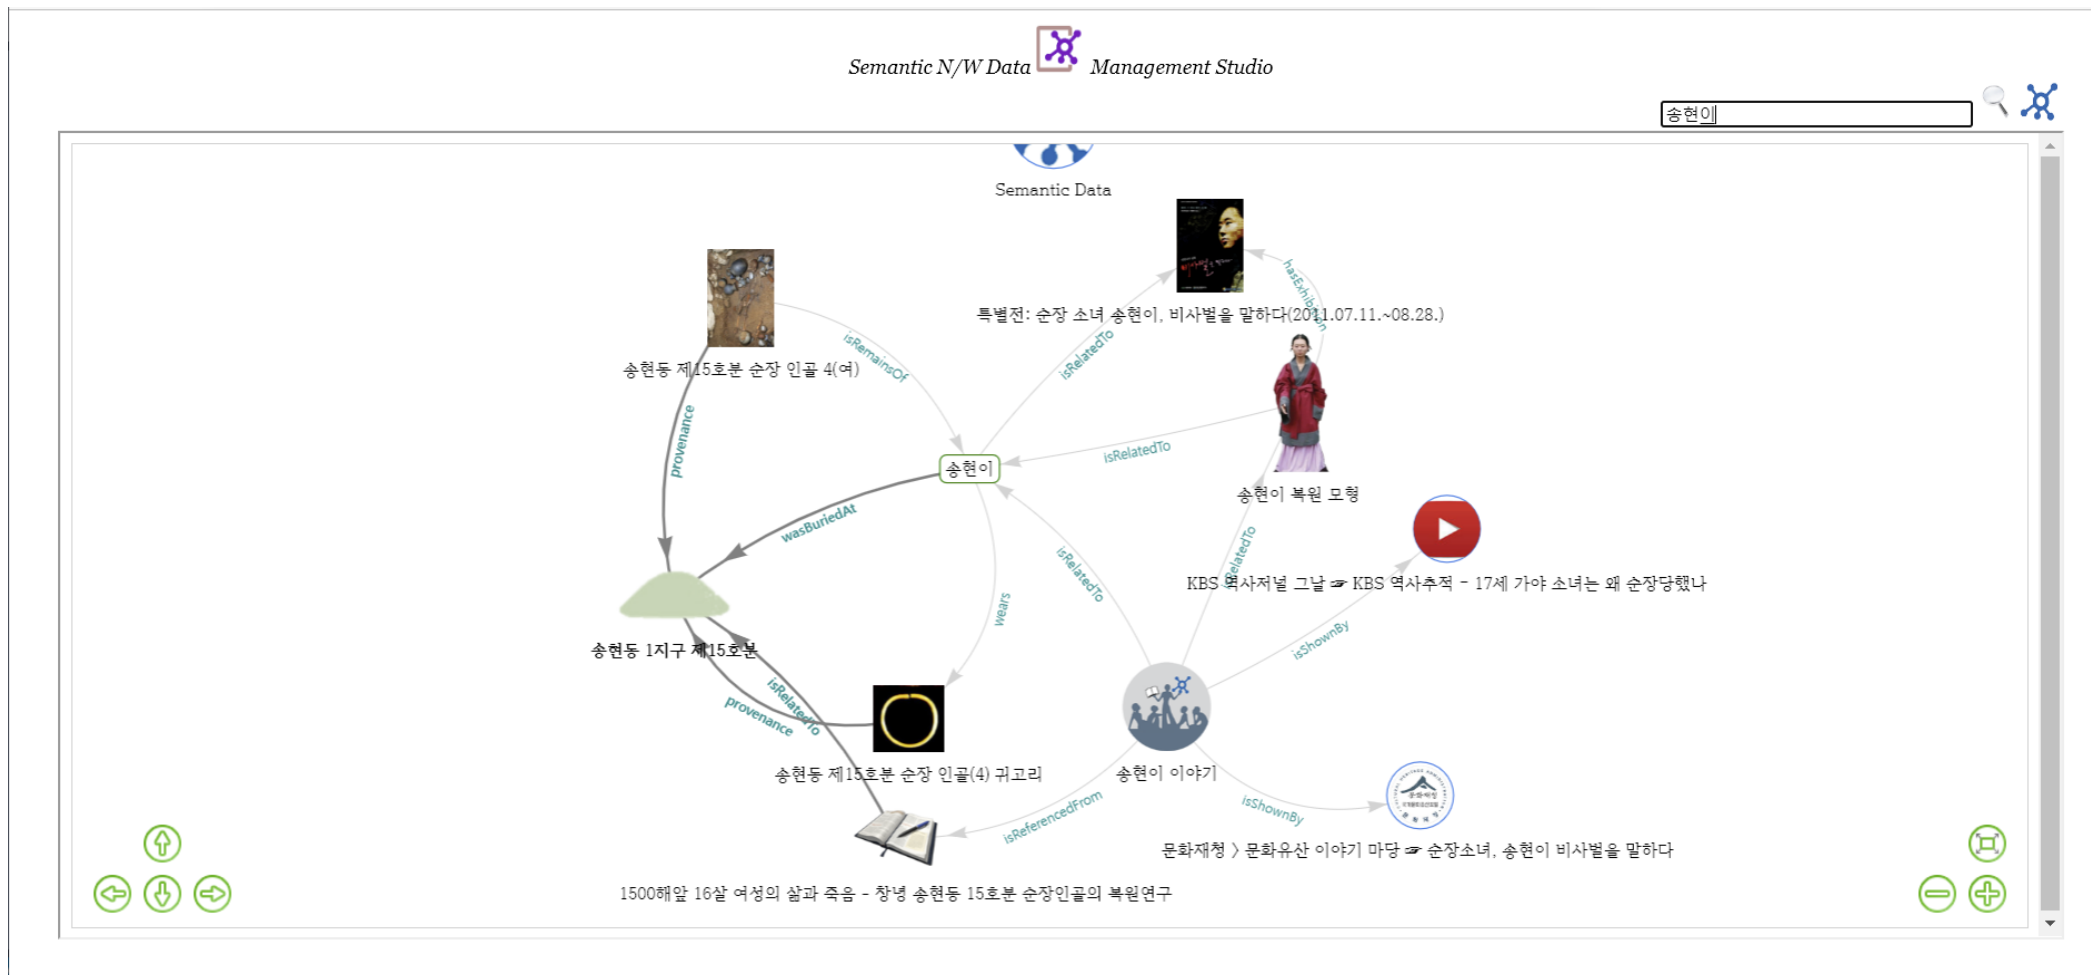 Semantic N/W Data Management Studio
송현이
Semantic Data
특별전: 순장 소녀 송현이, 비사벌을 말하다(2011.07.11.~08.28.)
hasExhibition
송현동 제15호분 순장 인골 4(여)
isRemainsOf
isRelatedTo
provenance
송현이
isRelatedTo
송현이 복원 모형
wasBuriedAt
isRelatedTo
isRelatedTo
KBS 역사저널 그날 ☞ KBS 역사추적 - 17세 가야 소녀는 왜 순장당했나
wears
isShownBy
송현동 1지구 제15호분
isRelatedTo
provenance
송현동 제15호분 순장 인골(4) 귀고리
송현이 이야기
isReferencedFrom
isShownBy
문화재청
문화재청 > 문화유산 이야기 마당 ☞ 순장소녀, 송현이 비사벌을 말하다
1500해앞 16살 여성의 삶과 죽음 - 창녕 송현동 15호분 순장인골의 복원연구